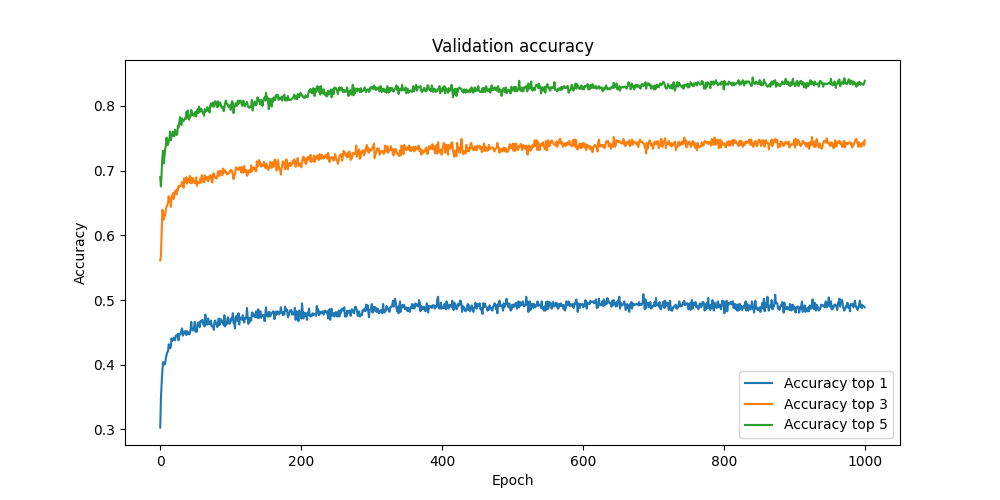 Validation accuracy
Accuracy
0.8
0.7
0.6
0.5
0.4
0.3
Accuracy top 1
Accuracy top 3
Accuracy top 5
0 200 400 600 800 1000
Epoch